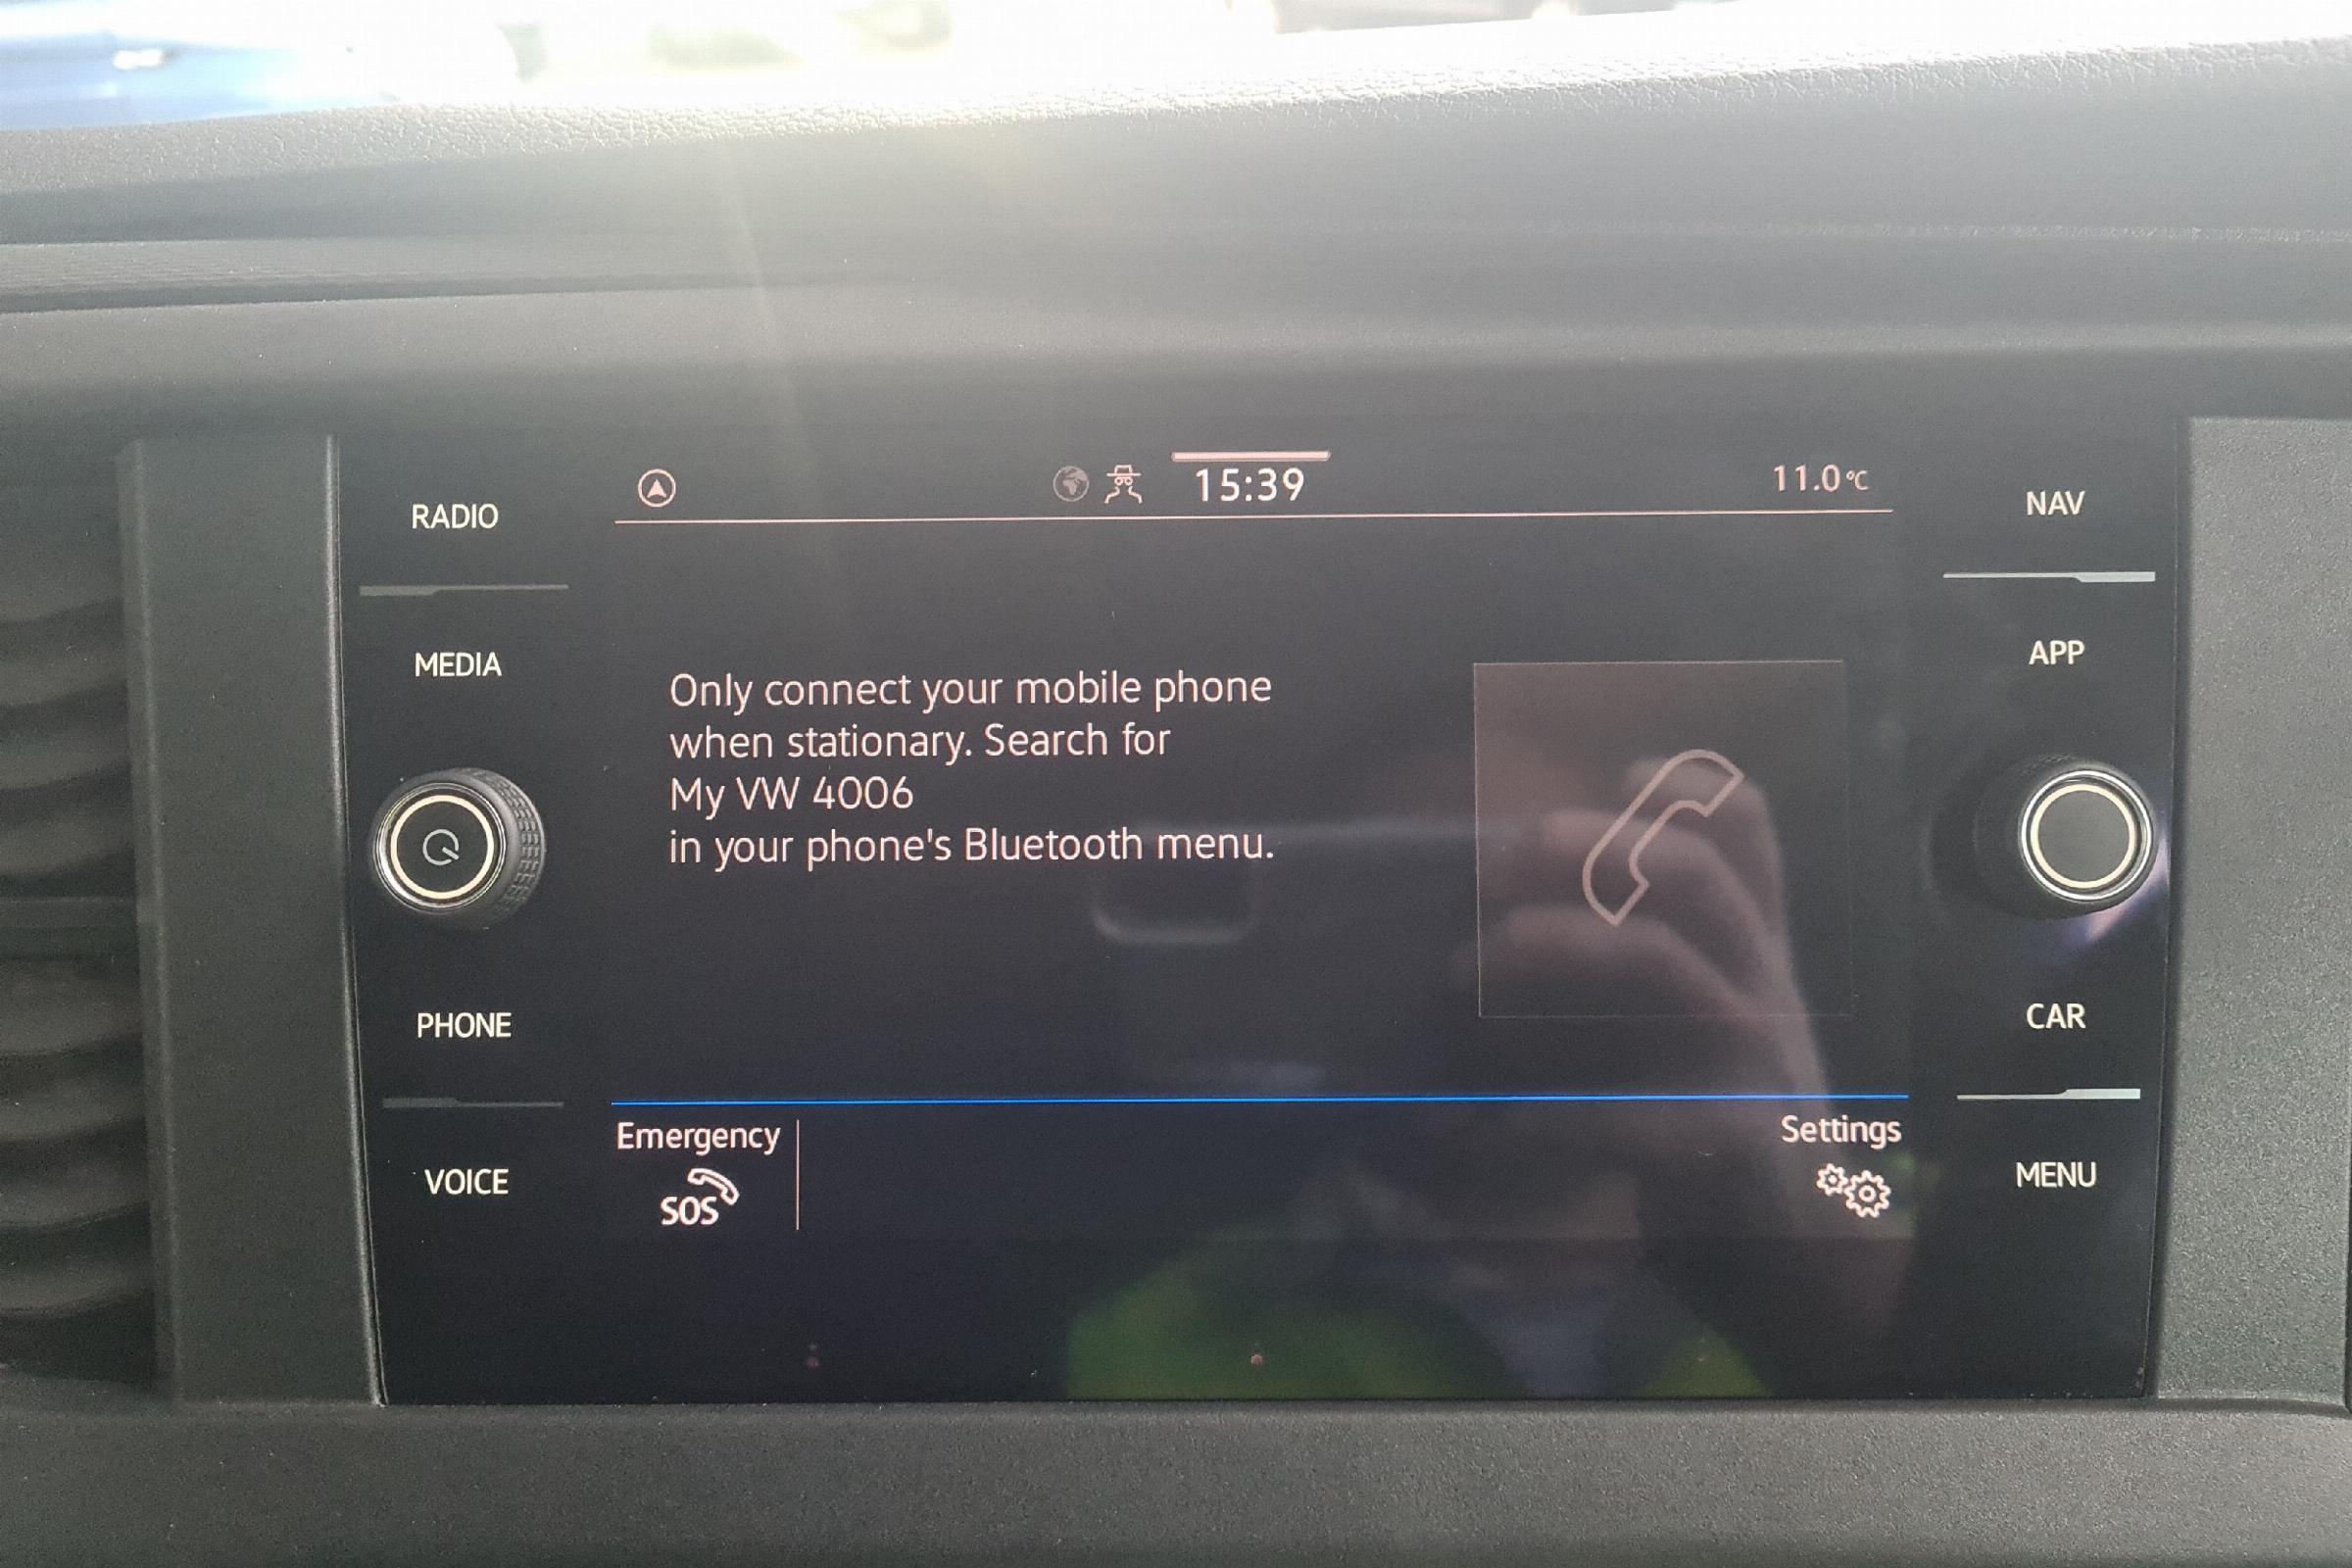 15:39
11.0°C
RADIO
MEDIA
PHONE
VOICE
Only connect your mobile phone
when stationary. Search for
My VW 4006
in your phone's Bluetooth menu.
Emergency
SOS
Settings
NAV
APP
CAR
MENU